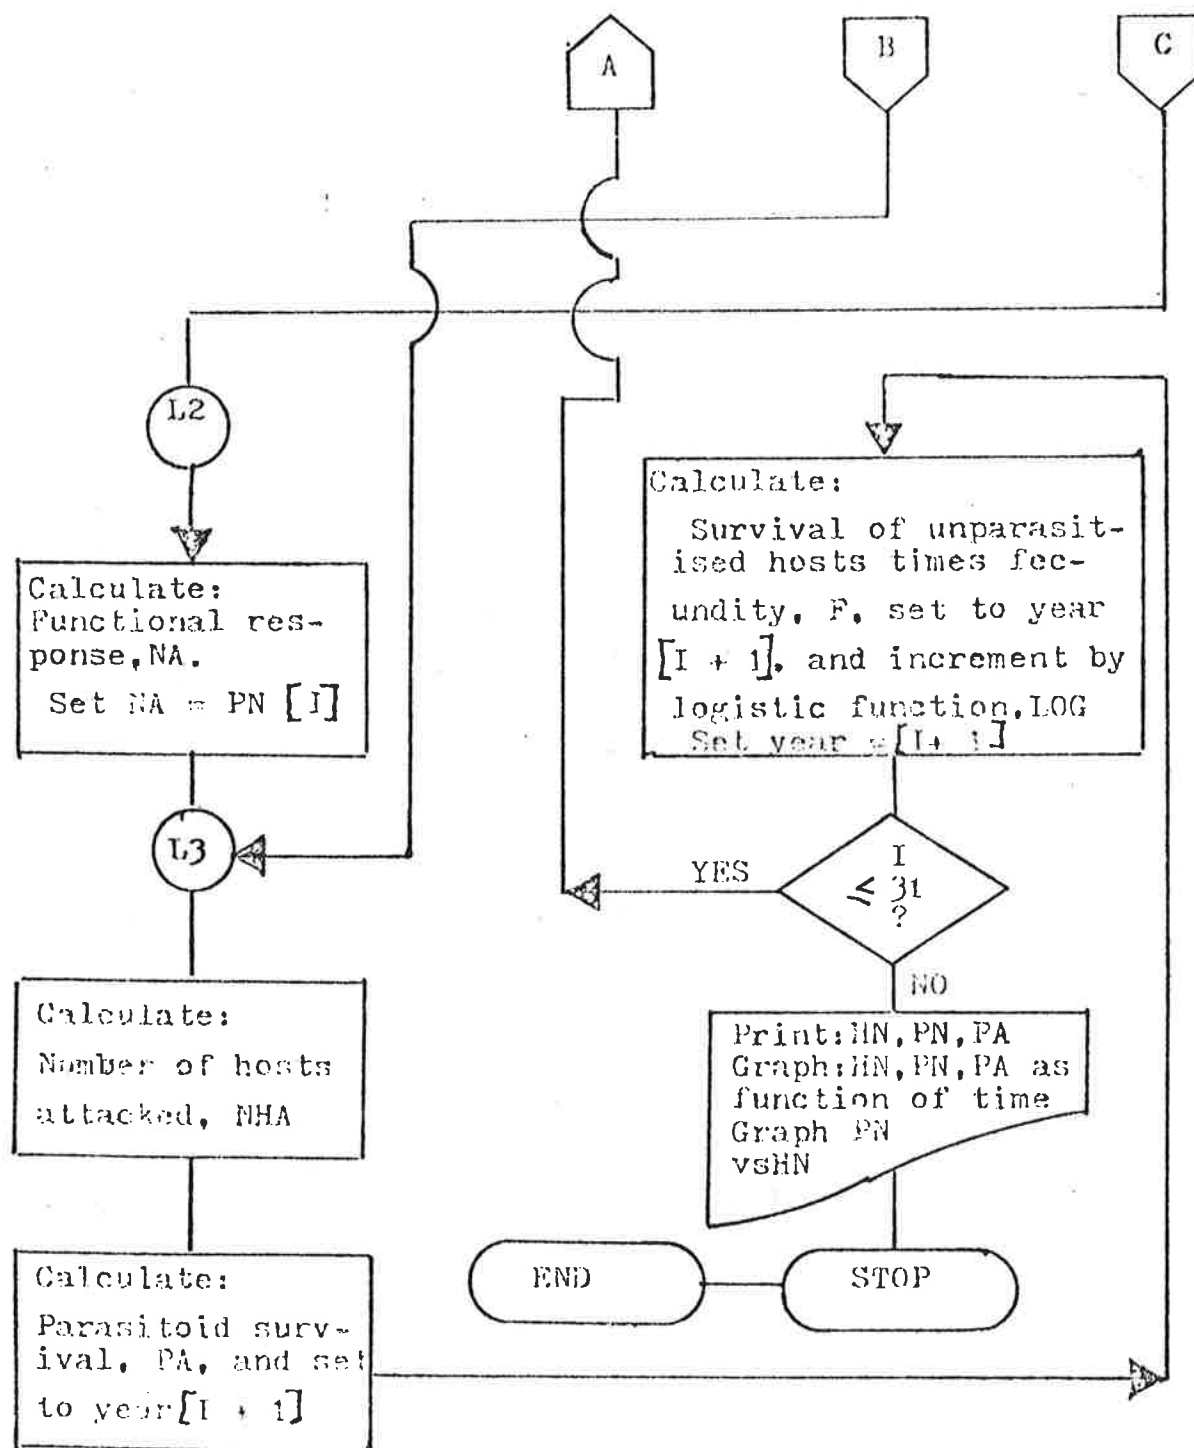 A
B
C
L2
Calculate:
Functional res-
ponse,NA.
Set NA = PN [I]
L3
Calculate:
Number of hosts
attacked, NHA
Calculate:
Parasitoid surv-
ival, PA, and set
to year[I + 1]
Calculate:
Survival of unparasit-
ised hosts times fec-
undity, F, set to year
[I + 1], and increment by
logistic function,LOG
Set year =[I+ 1]
I
≤ 31
?
YES
NO
Print:HN,PN,PA
Graph:HN,PN,PA as
function of time
Graph PN
vsHN
STOP
END